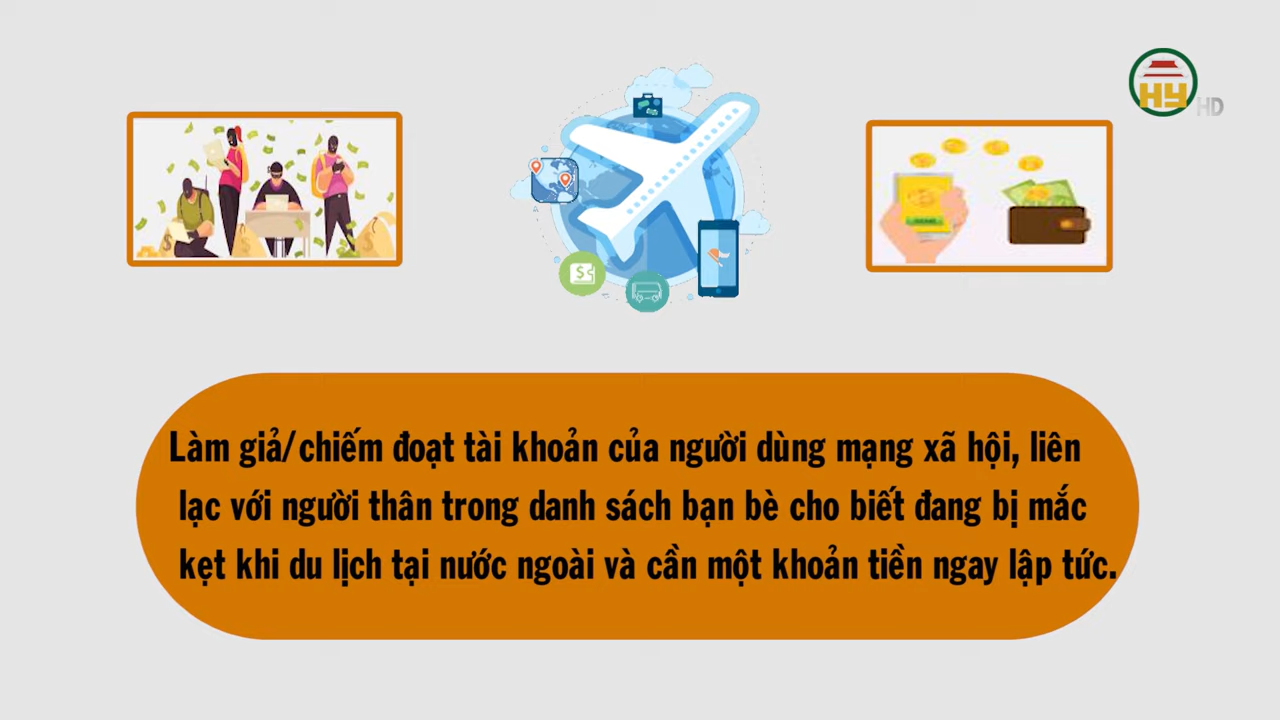 HY HD
Làm giả/chiếm đoạt tài khoản của người dùng mạng xã hội, liên
lạc với người thân trong danh sách bạn bè cho biết đang bị mắc
kẹt khi du lịch tại nước ngoài và cần một khoản tiền ngay lập tức.